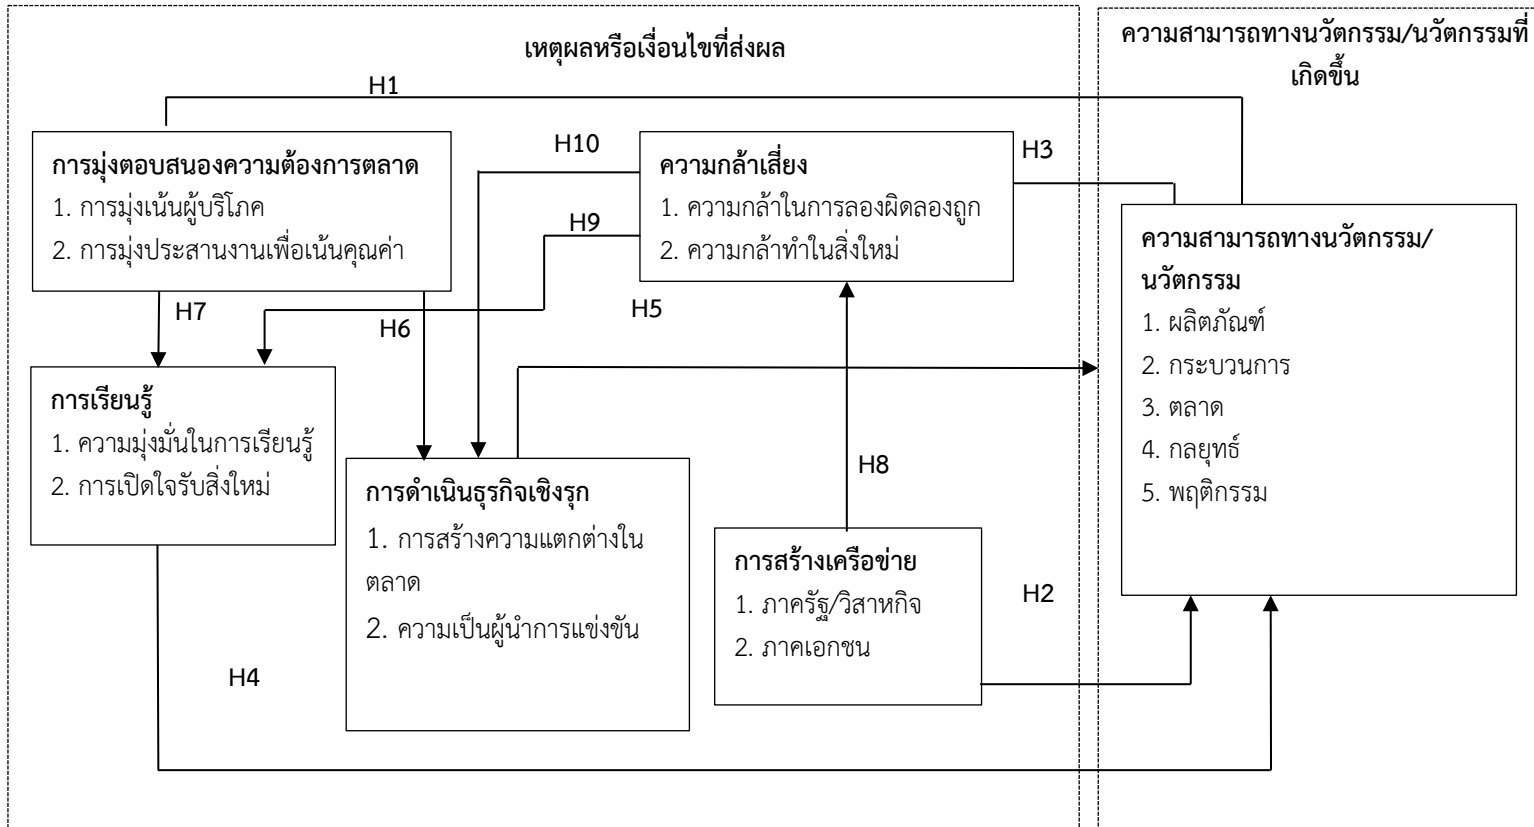 เหตุผลหรือเงื่อนไขที่ส่งผล
ความสามารถทางนวัตกรรม/นวัตกรรมที่
เกิดขึ้น
H1
การมุ่งตอบสนองความต้องการตลาด
1. การมุ่งเน้นผู้บริโภค
2. การมุ่งประสานงานเพื่อเน้นคุณค่า
H10
H9
ความกล้าเสี่ยง
1. ความกล้าในการลองผิดลองถูก
2. ความกล้าทำในสิ่งใหม่
H3
ความสามารถทางนวัตกรรม/
นวัตกรรม
1. ผลิตภัณฑ์
2. กระบวนการ
3. ตลาด
4. กลยุทธ์
5. พฤติกรรม
H7
H6
H5
การเรียนรู้
1. ความมุ่งมั่นในการเรียนรู้
2. การเปิดใจรับสิ่งใหม่
การดำเนินธุรกิจเชิงรุก
1. การสร้างความแตกต่างใน
ตลาด
2. ความเป็นผู้นำการแข่งขัน
H8
การสร้างเครือข่าย
1. ภาครัฐ/วิสาหกิจ
2. ภาคเอกชน
H2
H4